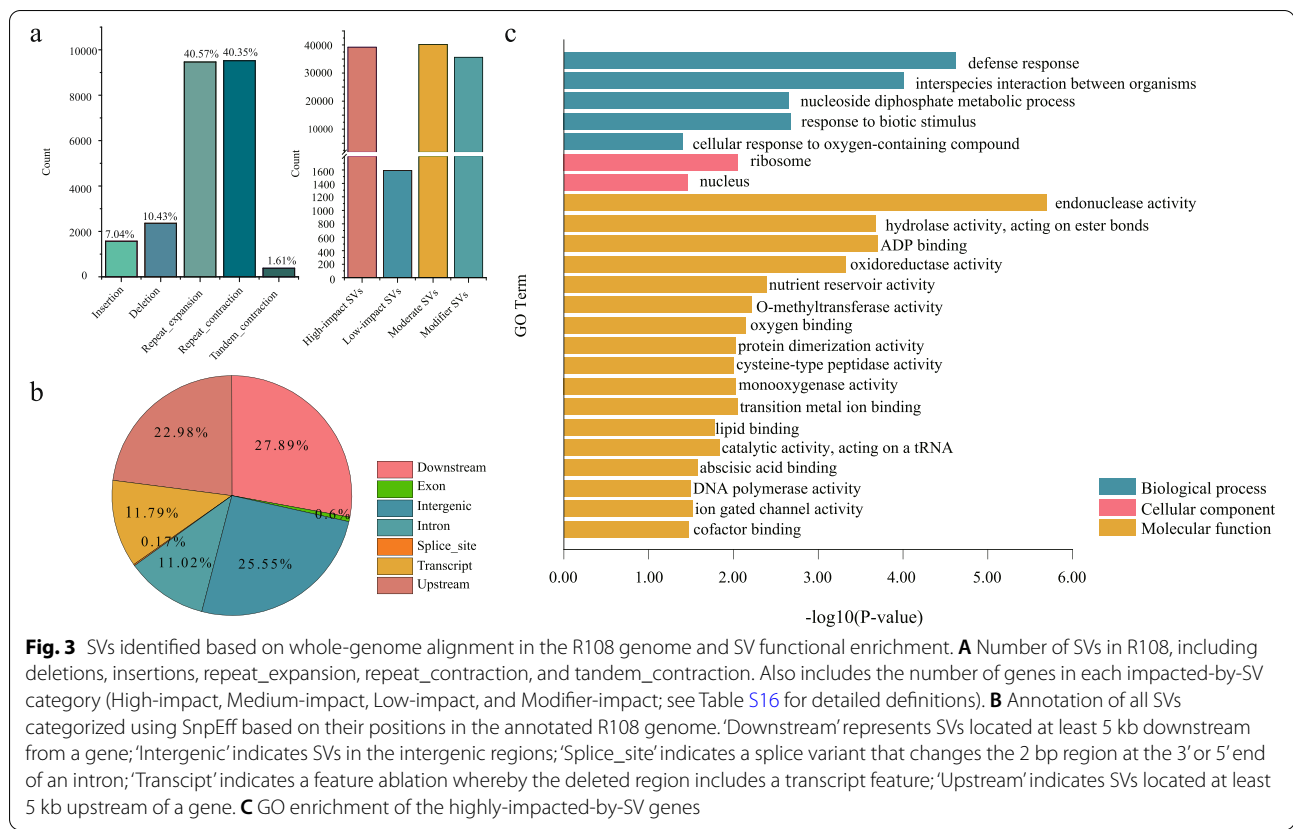 a
10000
8000
6000
4000
2000
0
Count
7.04%
10.43%
40.57%
40.35%
1.61%
Insertion
Deletion
Repeat_expansion
Repeat_contraction
Tandem_contraction
40000
30000
20000
10000
1600
1400
1200
1000
800
600
400
200
0
Count
High-impact SVs
Low-impact SVs
Moderate SVs
Modifier SVs
b
22.98%
27.89%
11.79%
0.6%
0.17%
11.02%
25.55%
Downstream
Exon
Intergenic
Intron
Splice_site
Transcript
Upstream
c
GO Term
defense response
interspecies interaction between organisms
nucleoside diphosphate metabolic process
response to biotic stimulus
cellular response to oxygen-containing compound
ribosome
nucleus
endonuclease activity
hydrolase activity, acting on ester bonds
ADP binding
oxidoreductase activity
nutrient reservoir activity
O-methyltransferase activity
oxygen binding
protein dimerization activity
cysteine-type peptidase activity
monooxygenase activity
transition metal ion binding
lipid binding
catalytic activity, acting on a tRNA
abscisic acid binding
DNA polymerase activity
ion gated channel activity
cofactor binding
Biological process
Cellular component
Molecular function
0.00 1.00 2.00 3.00 4.00 5.00 6.00
-log10(P-value)
Fig. 3 SVs identified based on whole-genome alignment in the R108 genome and SV functional enrichment. A Number of SVs in R108, including
deletions, insertions, repeat_expansion, repeat_contraction, and tandem_contraction. Also includes the number of genes in each impacted-by-SV
category (High-impact, Medium-impact, Low-impact, and Modifier-impact; see Table S16 for detailed definitions). B Annotation of all SVs
categorized using SnpEff based on their positions in the annotated R108 genome. ‘Downstream’ represents SVs located at least 5 kb downstream
from a gene; ‘Intergenic’ indicates SVs in the intergenic regions; ‘Splice_site’ indicates a splice variant that changes the 2 bp region at the 3’ or 5’ end
of an intron; ‘Transcipt’ indicates a feature ablation whereby the deleted region includes a transcript feature; ‘Upstream’ indicates SVs located at least
5 kb upstream of a gene. C GO enrichment of the highly-impacted-by-SV genes